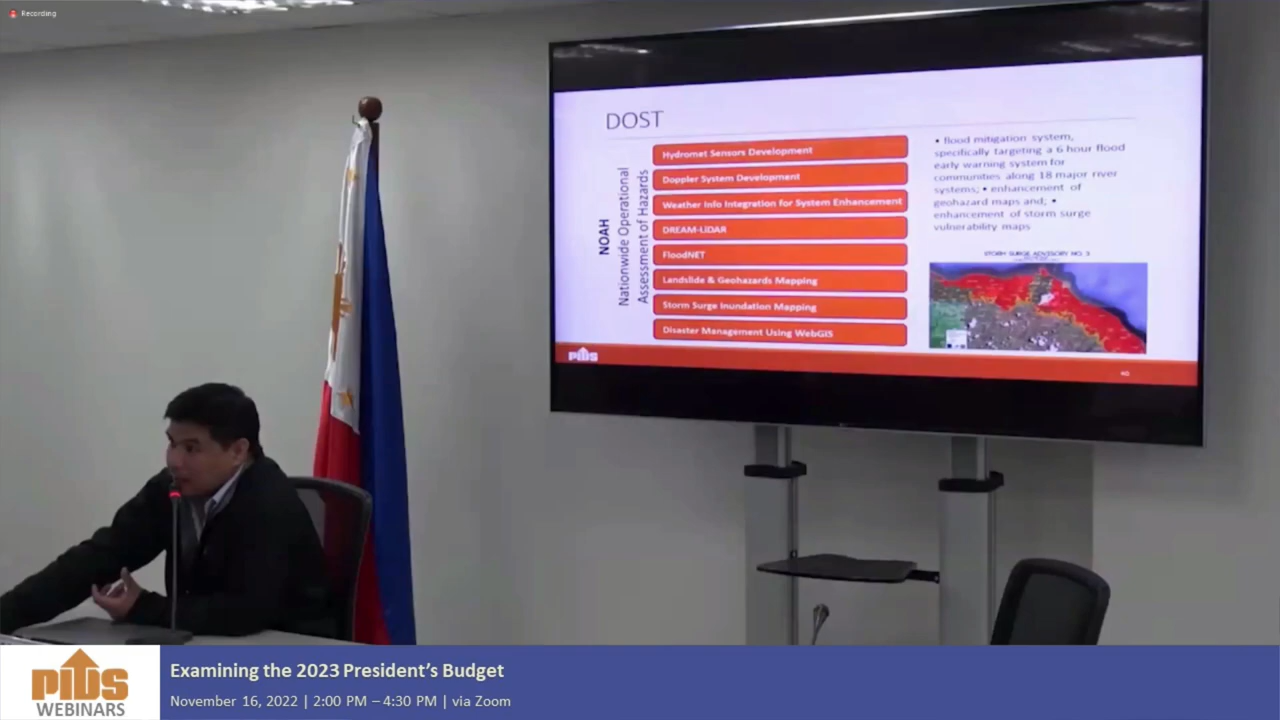 Recording
DOST
NOAH
Nationwide Operational
Assessment of Hazards
Hydromet Sensors Development
Doppler System Development
Weather Info Integration for System Enhancement
DREAM-LiDAR
FloodNET
Landslide & Geohazards Mapping
Storm Surge Inundation Mapping
Disaster Management Using WebGIS
• flood mitigation system,
specifically targeting a 6 hour flood
early warning system for
communities along 18 major river
systems; • enhancement of
geohazard maps and; •
enhancement of storm surge
vulnerability maps
STORM SURGE ADVISORY NO. 3
PIDS
40
PIDS
WEBINARS
Examining the 2023 President's Budget
November 16, 2022 | 2:00 PM – 4:30 PM | via Zoom